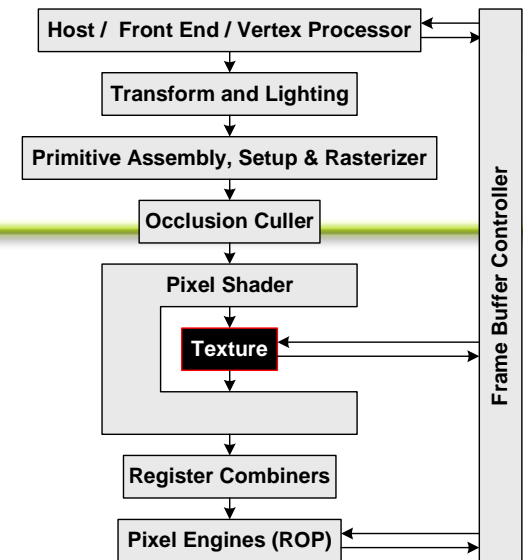 Host / Front End / Vertex Processor
Transform and Lighting
Primitive Assembly, Setup & Rasterizer
Occlusion Culler
Pixel Shader
Texture
Register Combiners
Pixel Engines (ROP)
Frame Buffer Controller